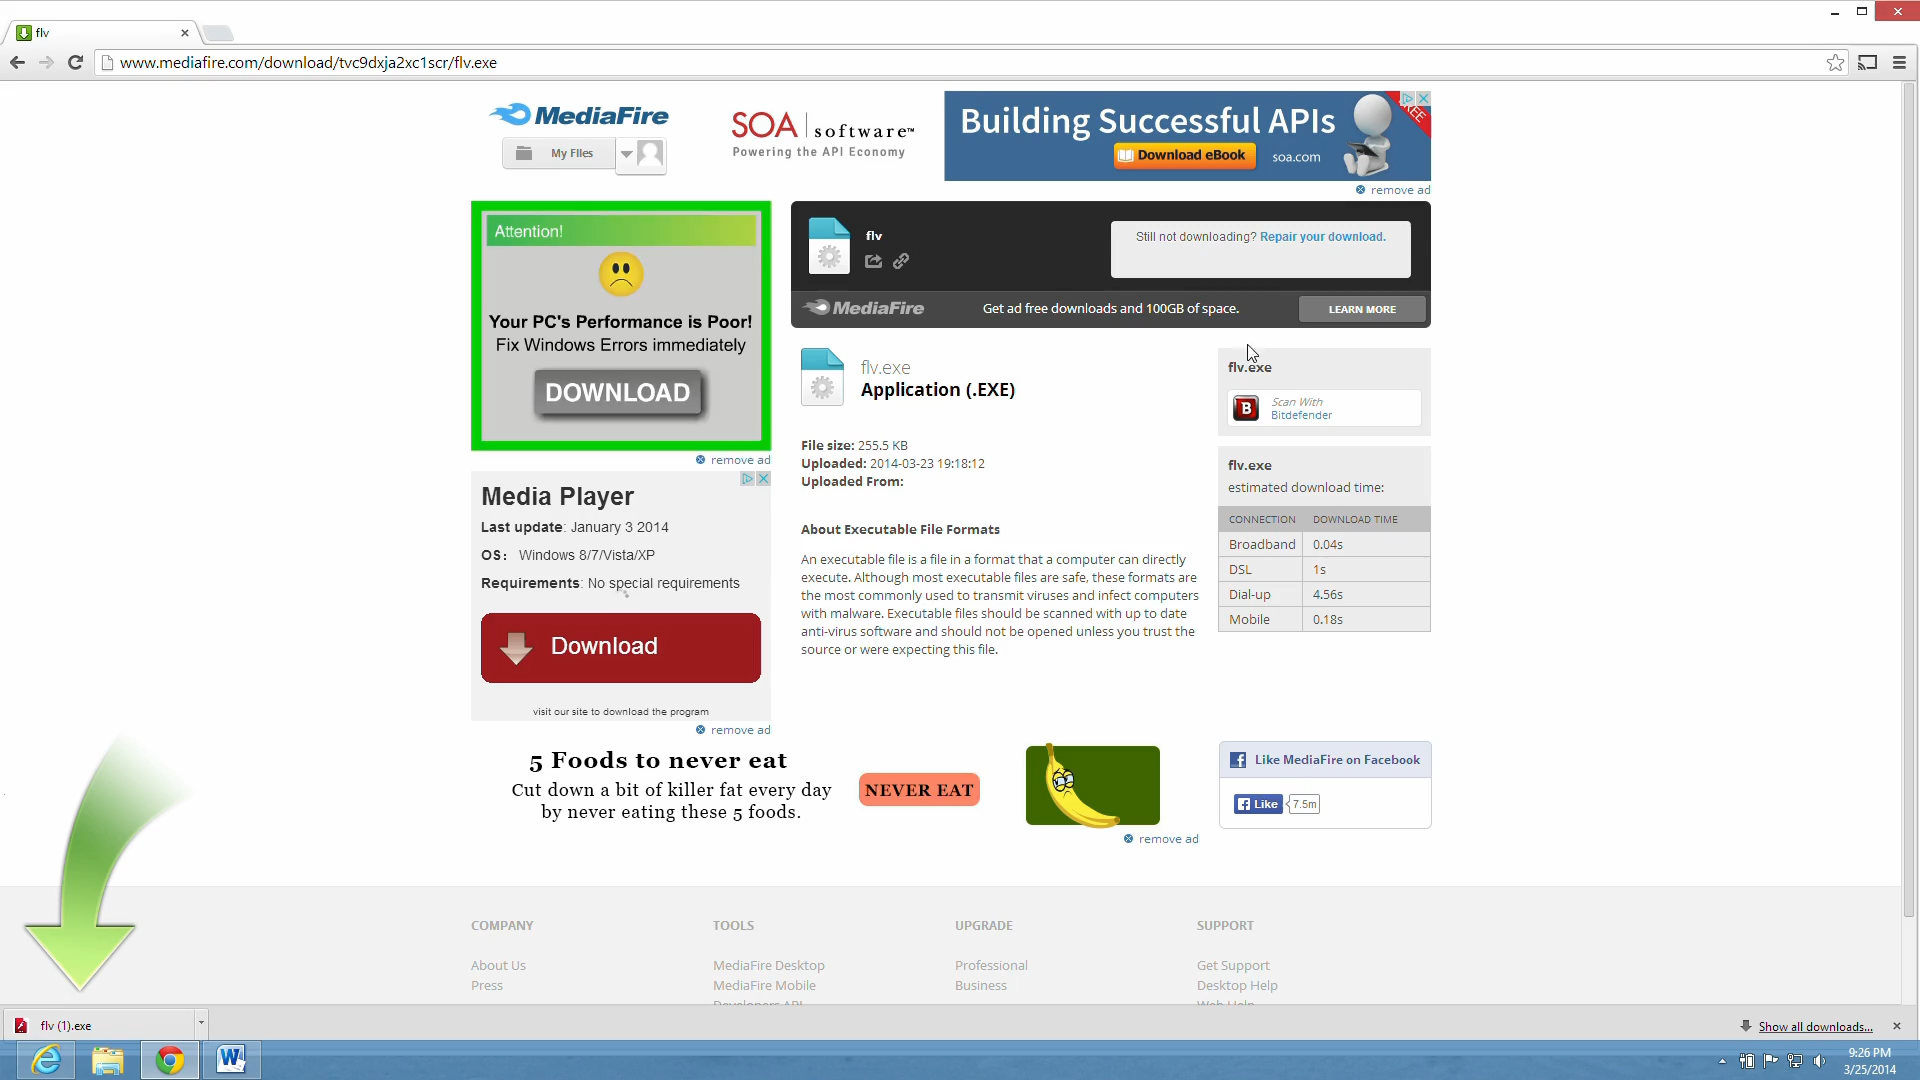 flv
www.mediafire.com/download/tvc9dxja2xc1scr/flv.exe
MediaFire
My FIles
SOA software™
Powering the API Economy
Building Successful APIs
FREE
Download eBook
soa.com
remove ad
Attention!
Your PC's Performance is Poor!
Fix Windows Errors immediately
DOWNLOAD
remove ad
flv
Still not downloading? Repair your download.
MediaFire
Get ad free downloads and 100GB of space.
LEARN MORE
flv.exe
Application (.EXE)
File size: 255.5 KB
Uploaded: 2014-03-23 19:18:12
Uploaded From:
About Executable File Formats
An executable file is a file in a format that a computer can directly
execute. Although most executable files are safe, these formats are
the most commonly used to transmit viruses and infect computers
with malware. Executable files should be scanned with up to date
anti-virus software and should not be opened unless you trust the
source or were expecting this file.
flv.exe
B
Scan With
Bitdefender
flv.exe
estimated download time:
CONNECTION DOWNLOAD TIME
Broadband 0.04s
DSL 1s
Dial-up 4.56s
Mobile 0.18s
Media Player
Last update: January 3 2014
OS: Windows 8/7/Vista/XP
Requirements: No special requirements
Download
visit our site to download the program
remove ad
5 Foods to never eat
Cut down a bit of killer fat every day
by never eating these 5 foods.
NEVER EAT
remove ad
Like MediaFire on Facebook
Like 7.5m
COMPANY TOOLS UPGRADE SUPPORT
About Us MediaFire Desktop Professional Get Support
Press MediaFire Mobile Business Desktop Help
Developers API Web Help
flv (1).exe
Show all downloads...
9:26 PM
3/25/2014